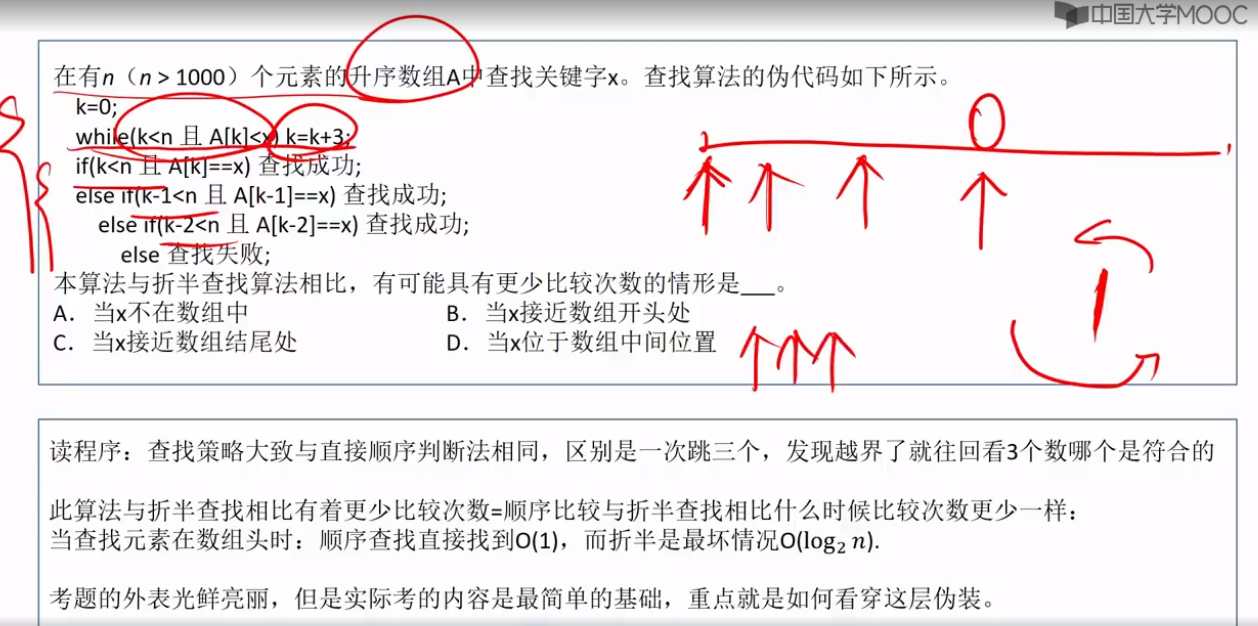 中国大学MOOC
在有n（n > 1000）个元素的升序数组A中查找关键字x。查找算法的伪代码如下所示。
k=0;
while(k<n 且 A[k]<x) k=k+3;
if(k<n 且 A[k]==x) 查找成功;
else if(k-1<n 且 A[k-1]==x) 查找成功;
else if(k-2<n 且 A[k-2]==x) 查找成功;
else 查找失败;
本算法与折半查找算法相比，有可能具有更少比较次数的情形是___。
A. 当x不在数组中 B. 当x接近数组开头处
C. 当x接近数组结尾处 D. 当x位于数组中间位置
读程序：查找策略大致与直接顺序判断法相同，区别是一次跳三个，发现越界了就往回看3个数哪个是符合的
此算法与折半查找相比有着更少比较次数=顺序比较与折半查找相比什么时候比较次数更少一样：
当查找元素在数组头时：顺序查找直接找到O(1)，而折半是最坏情况O(log₂ n).
考题的外表光鲜亮丽，但是实际考的内容是最简单的基础，重点就是如何看穿这层伪装。